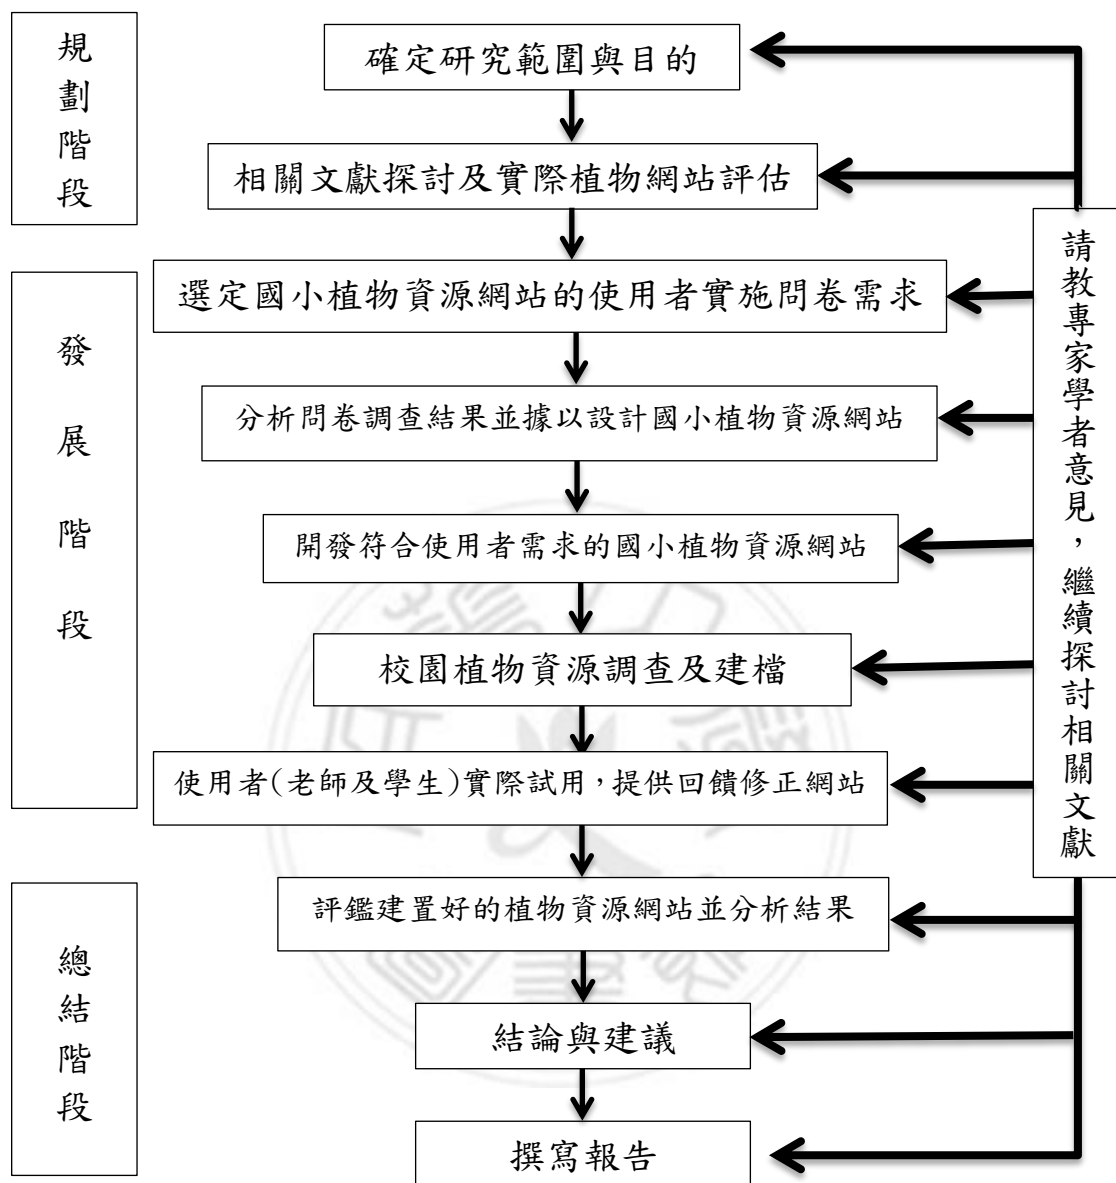 規劃階段
確定研究範圍與目的
相關文獻探討及實際植物網站評估
發展階段
選定國小植物資源網站的使用者實施問卷需求
分析問卷調查結果並據以設計國小植物資源網站
開發符合使用者需求的國小植物資源網站
校園植物資源調查及建檔
使用者(老師及學生)實際試用，提供回饋修正網站
總結階段
評鑑建置好的植物資源網站並分析結果
結論與建議
撰寫報告
請教專家學者意見，繼續探討相關文獻